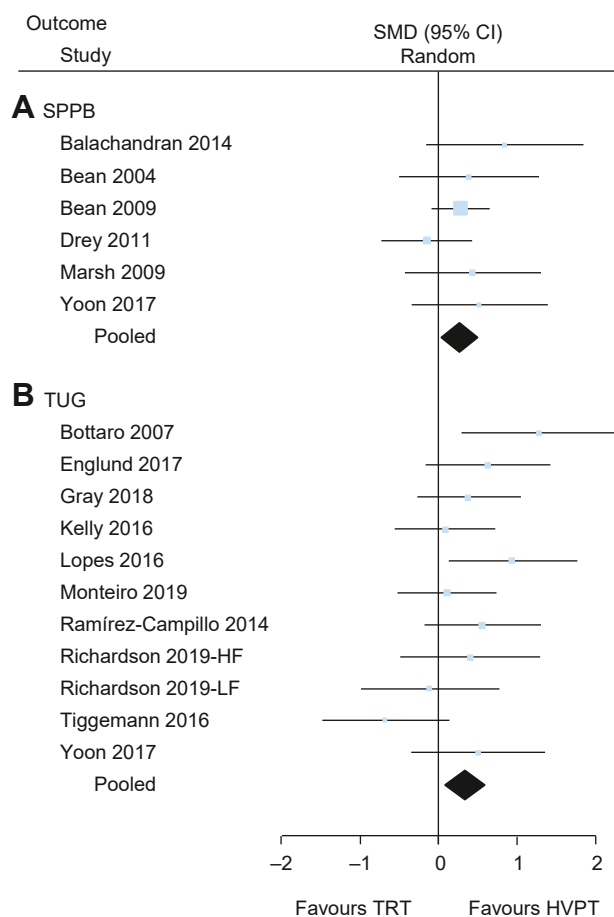 Outcome
SMD (95% CI)
Study
Random
A SPPB
Balachandran 2014
Bean 2004
Bean 2009
Drey 2011
Marsh 2009
Yoon 2017
Pooled
B TUG
Bottaro 2007
Englund 2017
Gray 2018
Kelly 2016
Lopes 2016
Monteiro 2019
Ramírez-Campillo 2014
Richardson 2019-HF
Richardson 2019-LF
Tiggemann 2016
Yoon 2017
Pooled
–2 –1 0 1 2
Favours TRT Favours HVPT